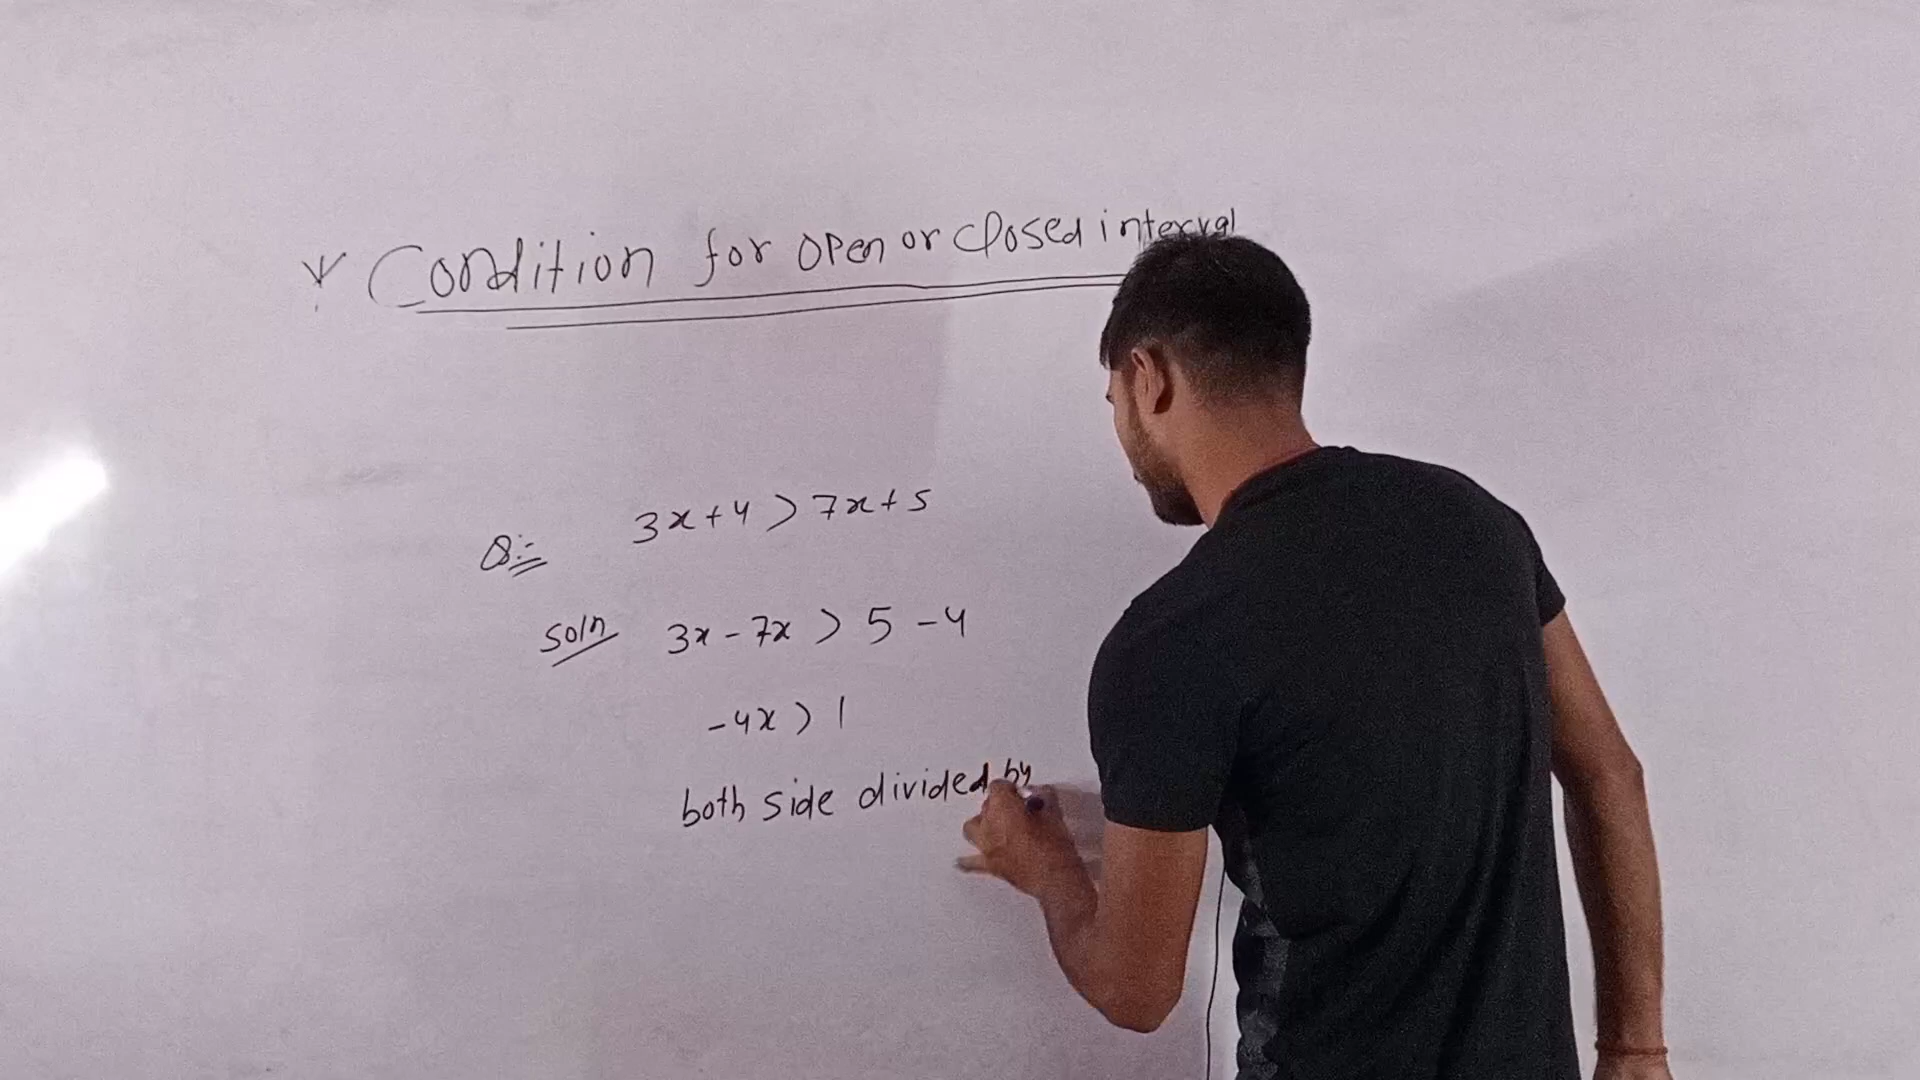 * Condition for open or closed interval
Q:- 3x+4 > 7x+5
Soln 3x - 7x > 5 - 4
-4x > 1
both side divided by